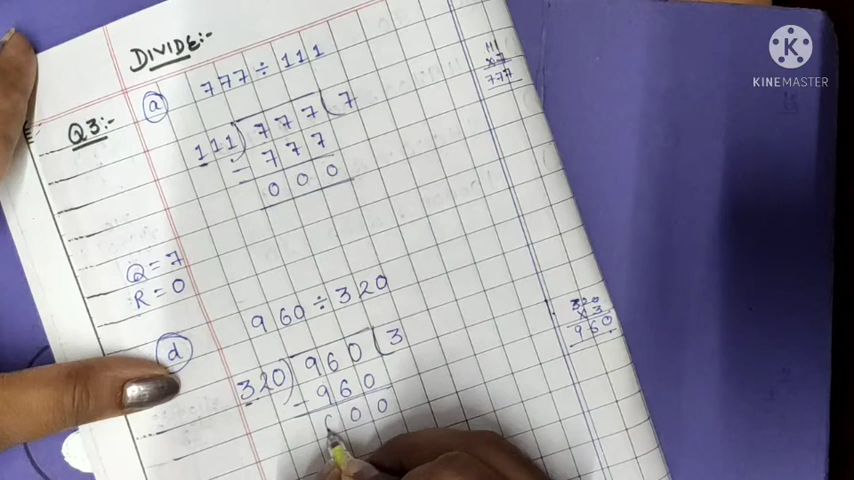 DIVIDE:-
Q3:-
a
777 ÷ 111
111) 777 (7
- 777
000
Q = 7
R = 0
111
×7
777
d
960 ÷ 320
320) 960 (3
- 960
000
320
×3
960
K
KINEMASTER